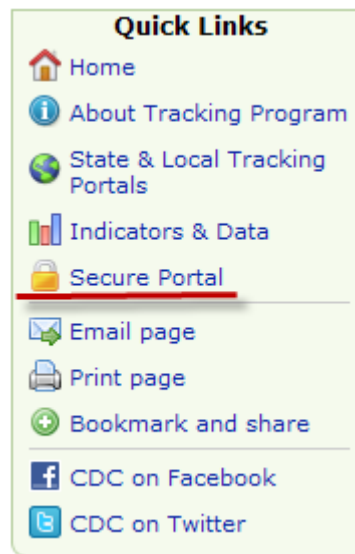 Quick Links
Home
About Tracking Program
State & Local Tracking
Portals
Indicators & Data
Secure Portal
Email page
Print page
Bookmark and share
CDC on Facebook
CDC on Twitter